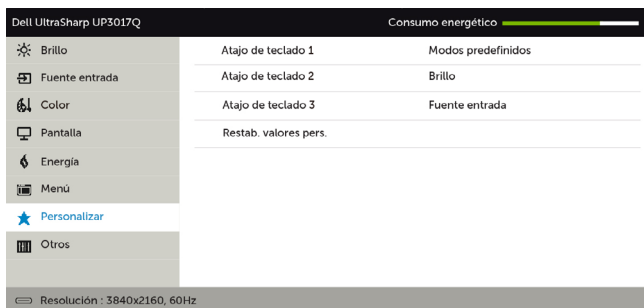 Dell UltraSharp UP3017Q Consumo energético
Brillo Atajo de teclado 1 Modos predefinidos
Fuente entrada Atajo de teclado 2 Brillo
Color Atajo de teclado 3 Fuente entrada
Pantalla Restab. valores pers.
Energía
Menú
Personalizar
Otros
Resolución : 3840x2160, 60Hz